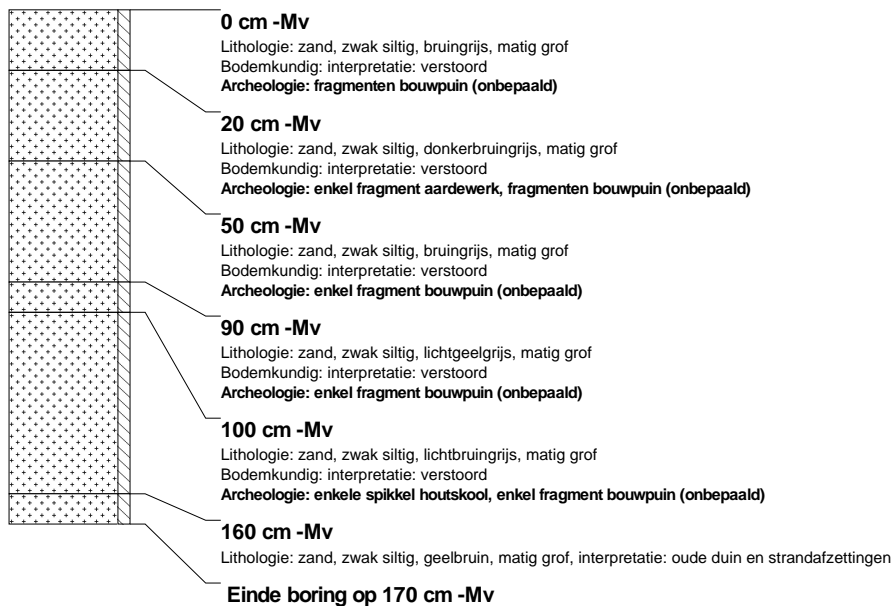 0 cm -Mv
Lithologie: zand, zwak siltig, bruingrijs, matig grof
Bodemkundig: interpretatie: verstoord
Archeologie: fragmenten bouwpuin (onbepaald)
20 cm -Mv
Lithologie: zand, zwak siltig, donkerbruingrijs, matig grof
Bodemkundig: interpretatie: verstoord
Archeologie: enkel fragment aardewerk, fragmenten bouwpuin (onbepaald)
50 cm -Mv
Lithologie: zand, zwak siltig, bruingrijs, matig grof
Bodemkundig: interpretatie: verstoord
Archeologie: enkel fragment bouwpuin (onbepaald)
90 cm -Mv
Lithologie: zand, zwak siltig, lichtgeelgrijs, matig grof
Bodemkundig: interpretatie: verstoord
Archeologie: enkel fragment bouwpuin (onbepaald)
100 cm -Mv
Lithologie: zand, zwak siltig, lichtbruingrijs, matig grof
Bodemkundig: interpretatie: verstoord
Archeologie: enkele spikkel houtskool, enkel fragment bouwpuin (onbepaald)
160 cm -Mv
Lithologie: zand, zwak siltig, geelbruin, matig grof, interpretatie: oude duin en strandafzettingen
Einde boring op 170 cm -Mv